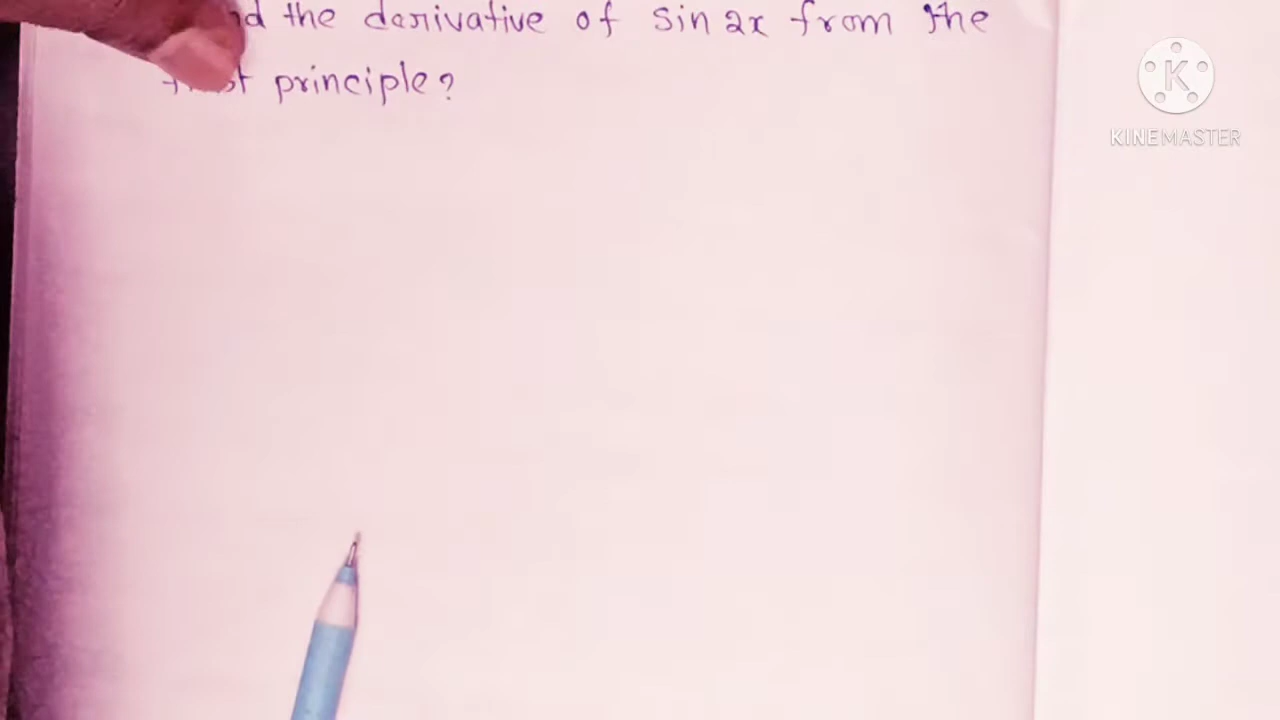 the derivative of sin 2x from the
principle?
K
KINEMASTER